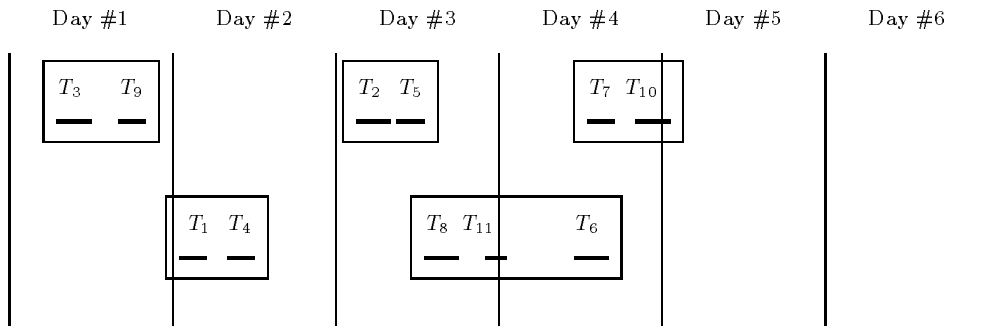 Day #1 Day #2 Day #3 Day #4 Day #5 Day #6
T₃ T₉ T₂ T₅ T₇ T₁₀
T₁ T₄ T₈ T₁₁ T₆